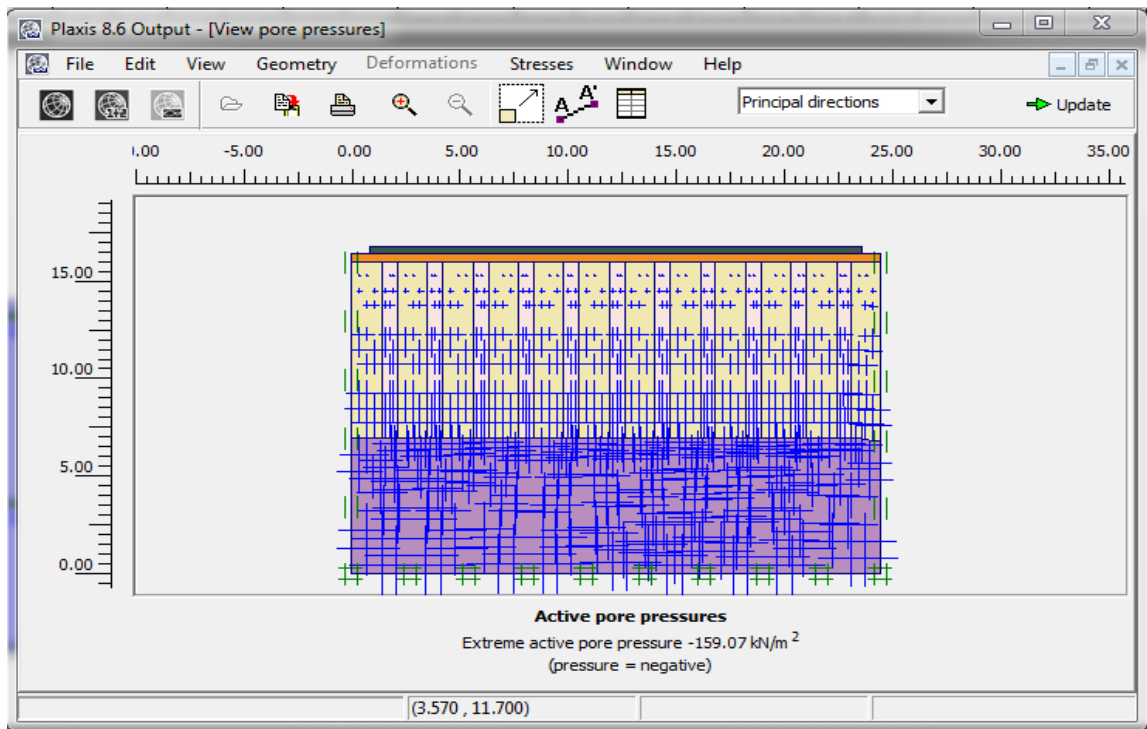 Plaxis 8.6 Output - [View pore pressures]
File Edit View Geometry Deformations Stresses Window Help
A A' Principal directions Update
).00 -5.00 0.00 5.00 10.00 15.00 20.00 25.00 30.00 35.00
15.00
10.00
5.00
0.00
Active pore pressures
Extreme active pore pressure -159.07 kN/m²
(pressure = negative)
(3.570 , 11.700)